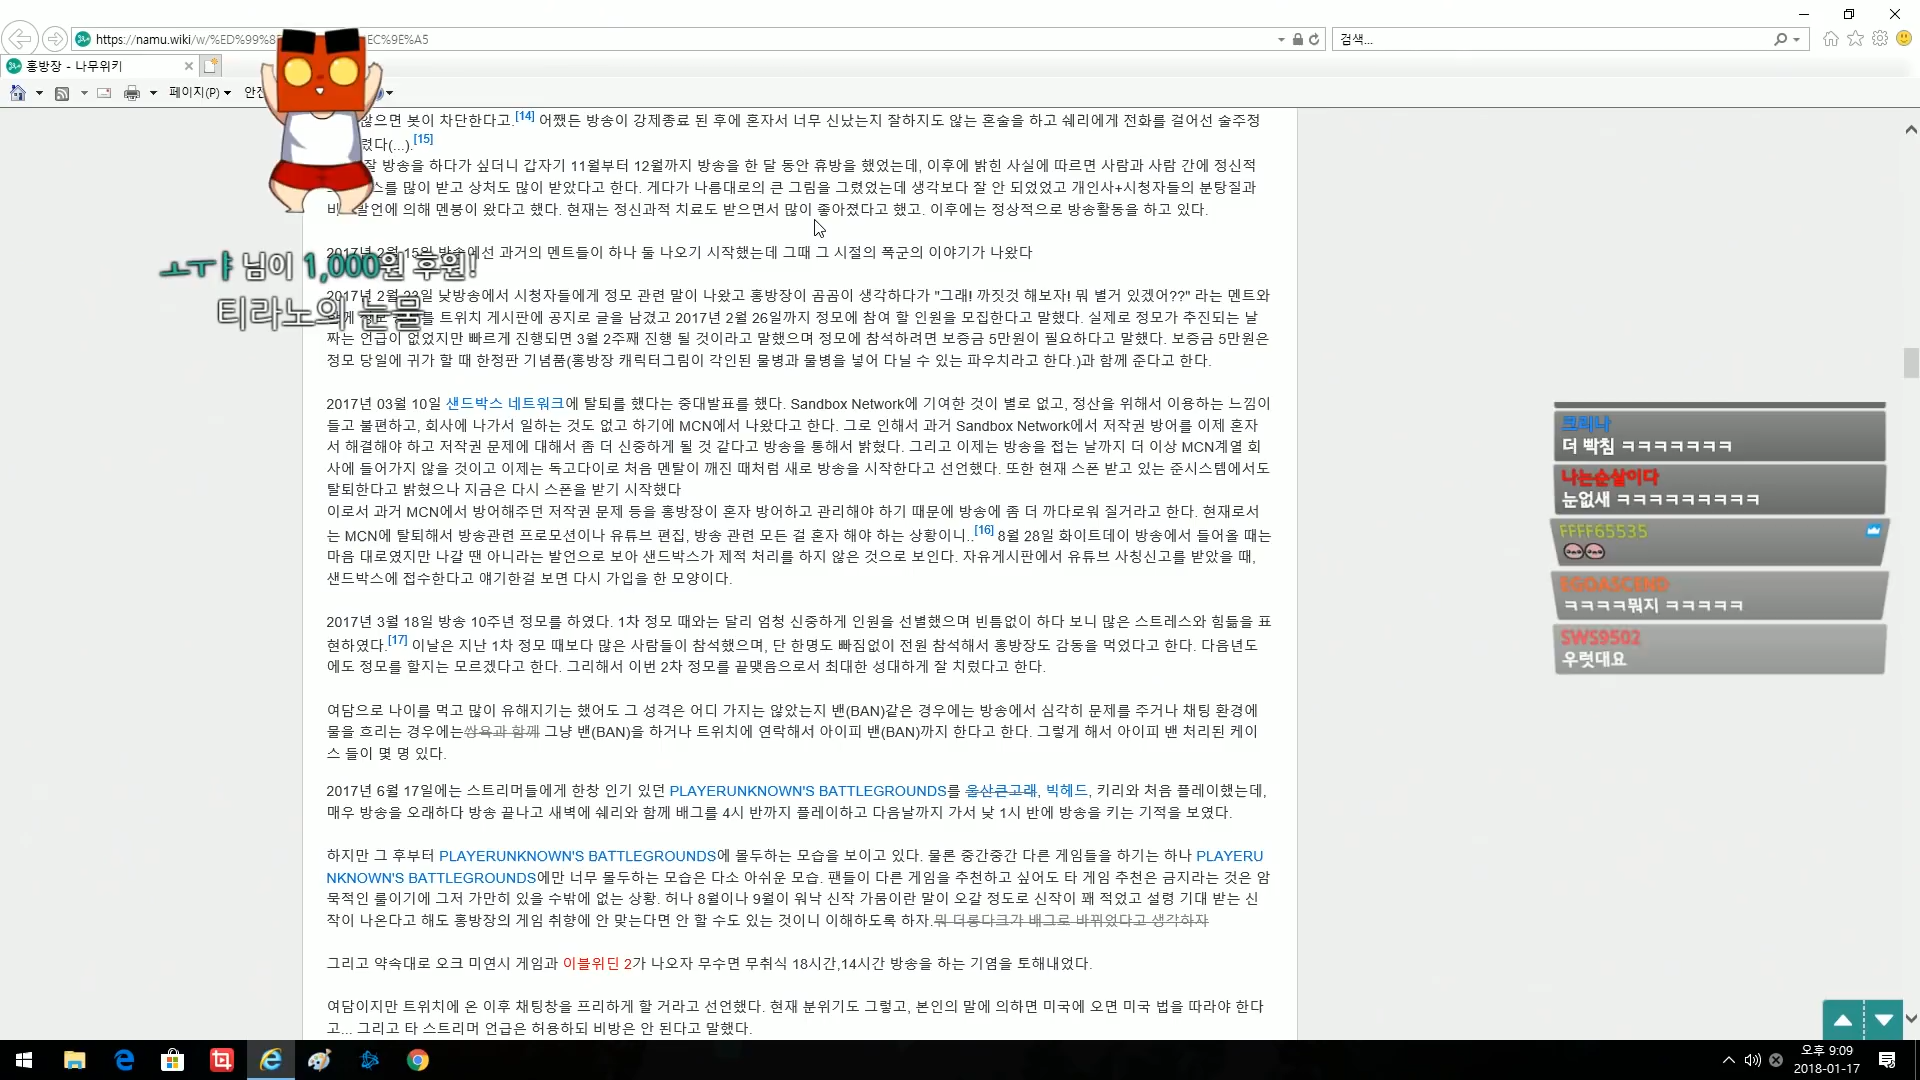 https://namu.wiki/w/%ED%99%8
EC%9E%A5
검색...
홍방장 - 나무위키
페이지(P)
안전
않으면 봇이 차단한다고.[14] 어쨌든 방송이 강제종료 된 후에 혼자서 너무 신났는지 잘하지도 않는 혼술을 하고 쉐리에게 전화를 걸어선 술주정
렸다(...).[15]
잘 방송을 하다가 싶더니 갑자기 11월부터 12월까지 방송을 한 달 동안 휴방을 했었는데, 이후에 밝힌 사실에 따르면 사람과 사람 간에 정신적
스를 많이 받고 상처도 많이 받았다고 한다. 게다가 나름대로의 큰 그림을 그렸었는데 생각보다 잘 안 되었었고 개인사+시청자들의 분탕질과
비 발언에 의해 멘붕이 왔다고 했다. 현재는 정신과적 치료도 받으면서 많이 좋아졌다고 했고. 이후에는 정상적으로 방송활동을 하고 있다.
2017년 2월 15일 방송에선 과거의 멘트들이 하나 둘 나오기 시작했는데 그때 그 시절의 폭군의 이야기가 나왔다
ㅗㅜㅑ 님이 1,000원 후원!
티라노의 눈물
2017년 2월 23일 낮방송에서 시청자들에게 정모 관련 말이 나왔고 홍방장이 곰곰이 생각하다가 "그래! 까짓것 해보자! 뭐 별거 있겠어??" 라는 멘트와
를 트위치 게시판에 공지로 글을 남겼고 2017년 2월 26일까지 정모에 참여 할 인원을 모집한다고 말했다. 실제로 정모가 추진되는 날
짜는 언급이 없었지만 빠르게 진행되면 3월 2주째 진행 될 것이라고 말했으며 정모에 참석하려면 보증금 5만원이 필요하다고 말했다. 보증금 5만원은
정모 당일에 귀가 할 때 한정판 기념품(홍방장 캐릭터그림이 각인된 물병과 물병을 넣어 다닐 수 있는 파우치라고 한다.)과 함께 준다고 한다.
2017년 03월 10일 샌드박스 네트워크에 탈퇴를 했다는 중대발표를 했다. Sandbox Network에 기여한 것이 별로 없고, 정산을 위해서 이용하는 느낌이
들고 불편하고, 회사에 나가서 일하는 것도 없고 하기에 MCN에서 나왔다고 한다. 그로 인해서 과거 Sandbox Network에서 저작권 방어를 이제 혼자
서 해결해야 하고 저작권 문제에 대해서 좀 더 신중하게 될 것 같다고 방송을 통해서 밝혔다. 그리고 이제는 방송을 접는 날까지 더 이상 MCN계열 회
사에 들어가지 않을 것이고 이제는 독고다이로 처음 멘탈이 깨진 때처럼 새로 방송을 시작한다고 선언했다. 또한 현재 스폰 받고 있는 준시스템에서도
탈퇴한다고 밝혔으나 지금은 다시 스폰을 받기 시작했다
이로서 과거 MCN에서 방어해주던 저작권 문제 등을 홍방장이 혼자 방어하고 관리해야 하기 때문에 방송에 좀 더 까다로워 질거라고 한다. 현재로서
는 MCN에 탈퇴해서 방송관련 프로모션이나 유튜브 편집, 방송 관련 모든 걸 혼자 해야 하는 상황이니..[16] 8월 28일 화이트데이 방송에서 들어올 때는
마음 대로였지만 나갈 땐 아니라는 발언으로 보아 샌드박스가 제적 처리를 하지 않은 것으로 보인다. 자유게시판에서 유튜브 사칭신고를 받았을 때,
샌드박스에 접수한다고 얘기한걸 보면 다시 가입을 한 모양이다.
2017년 3월 18일 방송 10주년 정모를 하였다. 1차 정모 때와는 달리 엄청 신중하게 인원을 선별했으며 빈틈없이 하다 보니 많은 스트레스와 힘듦을 표
현하였다.[17] 이날은 지난 1차 정모 때보다 많은 사람들이 참석했으며, 단 한명도 빠짐없이 전원 참석해서 홍방장도 감동을 먹었다고 한다. 다음년도
에도 정모를 할지는 모르겠다고 한다. 그리해서 이번 2차 정모를 끝맺음으로서 최대한 성대하게 잘 치렀다고 한다.
여담으로 나이를 먹고 많이 유해지기는 했어도 그 성격은 어디 가지는 않았는지 밴(BAN)같은 경우에는 방송에서 심각히 문제를 주거나 채팅 환경에
물을 흐리는 경우에는쌍욕과 함께 그냥 밴(BAN)을 하거나 트위치에 연락해서 아이피 밴(BAN)까지 한다고 한다. 그렇게 해서 아이피 밴 처리된 케이
스 들이 몇 명 있다.
2017년 6월 17일에는 스트리머들에게 한창 인기 있던 PLAYERUNKNOWN'S BATTLEGROUNDS를 울산큰고래, 빅헤드, 키리와 처음 플레이했는데,
매우 방송을 오래하다 방송 끝나고 새벽에 쉐리와 함께 배그를 4시 반까지 플레이하고 다음날까지 가서 낮 1시 반에 방송을 키는 기적을 보였다.
하지만 그 후부터 PLAYERUNKNOWN'S BATTLEGROUNDS에 몰두하는 모습을 보이고 있다. 물론 중간중간 다른 게임들을 하기는 하나 PLAYERU
NKNOWN'S BATTLEGROUNDS에만 너무 몰두하는 모습은 다소 아쉬운 모습. 팬들이 다른 게임을 추천하고 싶어도 타 게임 추천은 금지라는 것은 암
묵적인 룰이기에 그저 가만히 있을 수밖에 없는 상황. 허나 8월이나 9월이 워낙 신작 가뭄이란 말이 오갈 정도로 신작이 꽤 적었고 설령 기대 받는 신
작이 나온다고 해도 홍방장의 게임 취향에 안 맞는다면 안 할 수도 있는 것이니 이해하도록 하자.뭐 더롱다크가 배그로 바뀌었다고 생각하자
그리고 약속대로 오크 미연시 게임과 이블위딘 2가 나오자 무수면 무취식 18시간,14시간 방송을 하는 기염을 토해내었다.
여담이지만 트위치에 온 이후 채팅창을 프리하게 할 거라고 선언했다. 현재 분위기도 그렇고, 본인의 말에 의하면 미국에 오면 미국 법을 따라야 한다
고... 그리고 타 스트리머 언급은 허용하되 비방은 안 된다고 말했다.
크리나
더 빡침 ㅋㅋㅋㅋㅋㅋㅋ
나는순살이다
눈없새 ㅋㅋㅋㅋㅋㅋㅋㅋㅋ
FFFF65535
EGOASCEND
ㅋㅋㅋㅋ뭐지 ㅋㅋㅋㅋㅋ
SWS9502
우럿대요
오후 9:09
2018-01-17